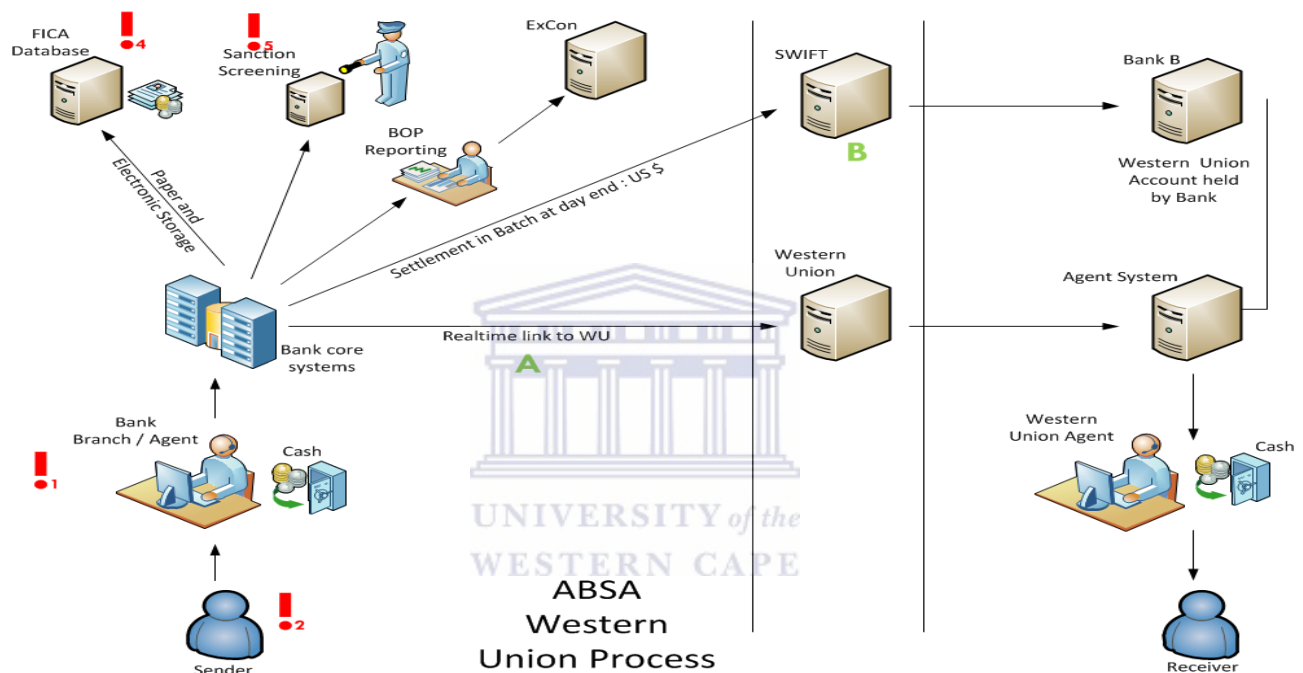 FICA
Database
4
5
Sanction
Screening
ExCon
SWIFT
Bank B
BOP
Reporting
B
Western Union
Account held
by Bank
Paper and
Electronic Storage
Settlement in Batch at day end : US $
Western
Union
Agent System
Realtime link to WU
A
Bank core
systems
Bank
Branch / Agent
Cash
1
Western
Union Agent
Cash
UNIVERSITY of the
WESTERN CAPE
2
ABSA
Western
Union Process
Sender
Receiver